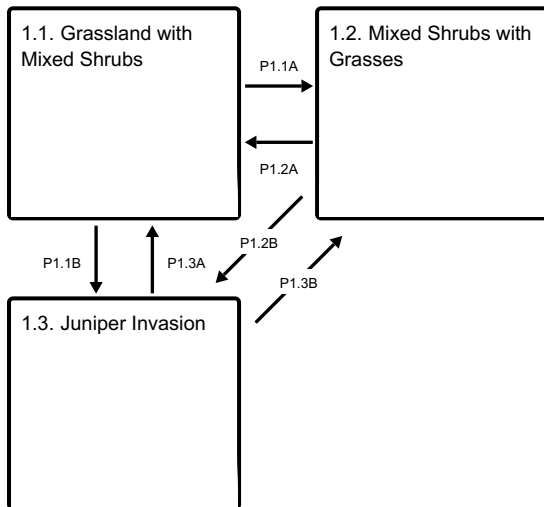 1.1. Grassland with
Mixed Shrubs
P1.1A
1.2. Mixed Shrubs with
Grasses
P1.2A
P1.2B
P1.1B
P1.3A
P1.3B
1.3. Juniper Invasion